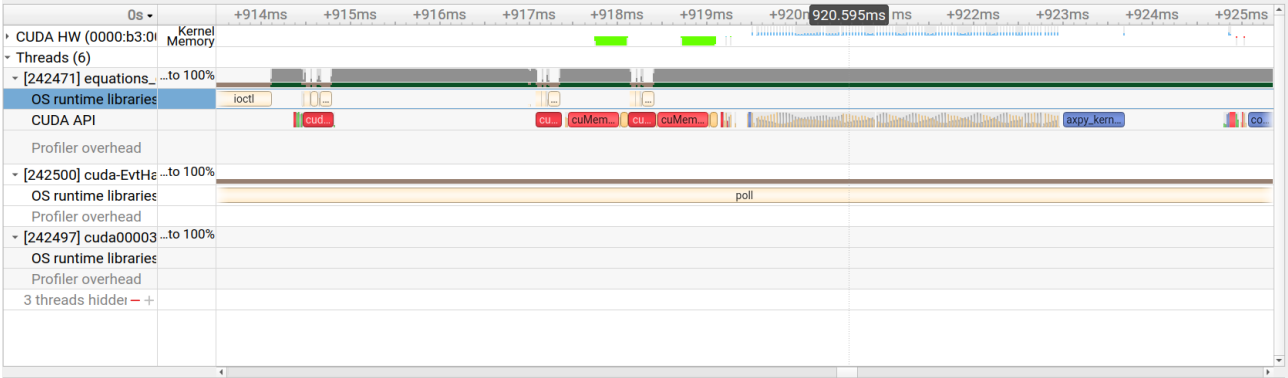 0s +914ms +915ms +916ms +917ms +918ms +919ms +920m 920.595ms ms +922ms +923ms +924ms +925ms
CUDA HW (0000:b3:00 Kernel
Memory
Threads (6)
[242471] equations_ ...to 100%
OS runtime libraries ioctl ... ... ...
CUDA API cud... cu... cuMem... cu... cuMem... axpy_kern... co...
Profiler overhead
[242500] cuda-EvtHa ...to 100%
OS runtime libraries poll
Profiler overhead
[242497] cuda00003 ...to 100%
OS runtime libraries
Profiler overhead
3 threads hidden − +